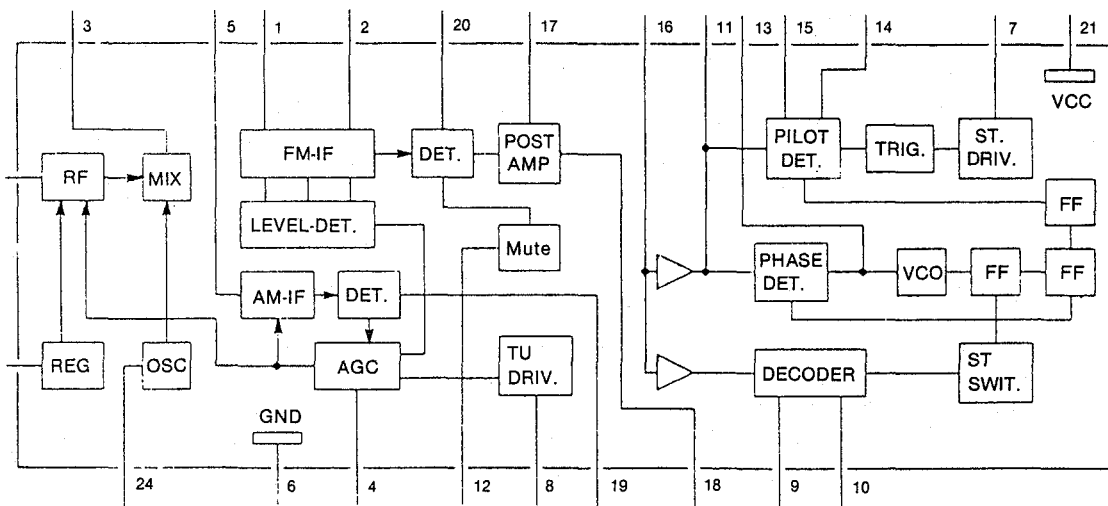 3
5
1
2
20
17
16
11
13
15
14
7
21
VCC
FM-IF
DET.
POST
AMP
PILOT
DET.
TRIG.
ST.
DRIV.
RF
MIX
FF
LEVEL-DET.
Mute
PHASE
DET.
VCO
FF
FF
AM-IF
DET.
REG
OSC
AGC
TU
DRIV.
DECODER
ST
SWIT.
GND
24
6
4
12
8
19
18
9
10